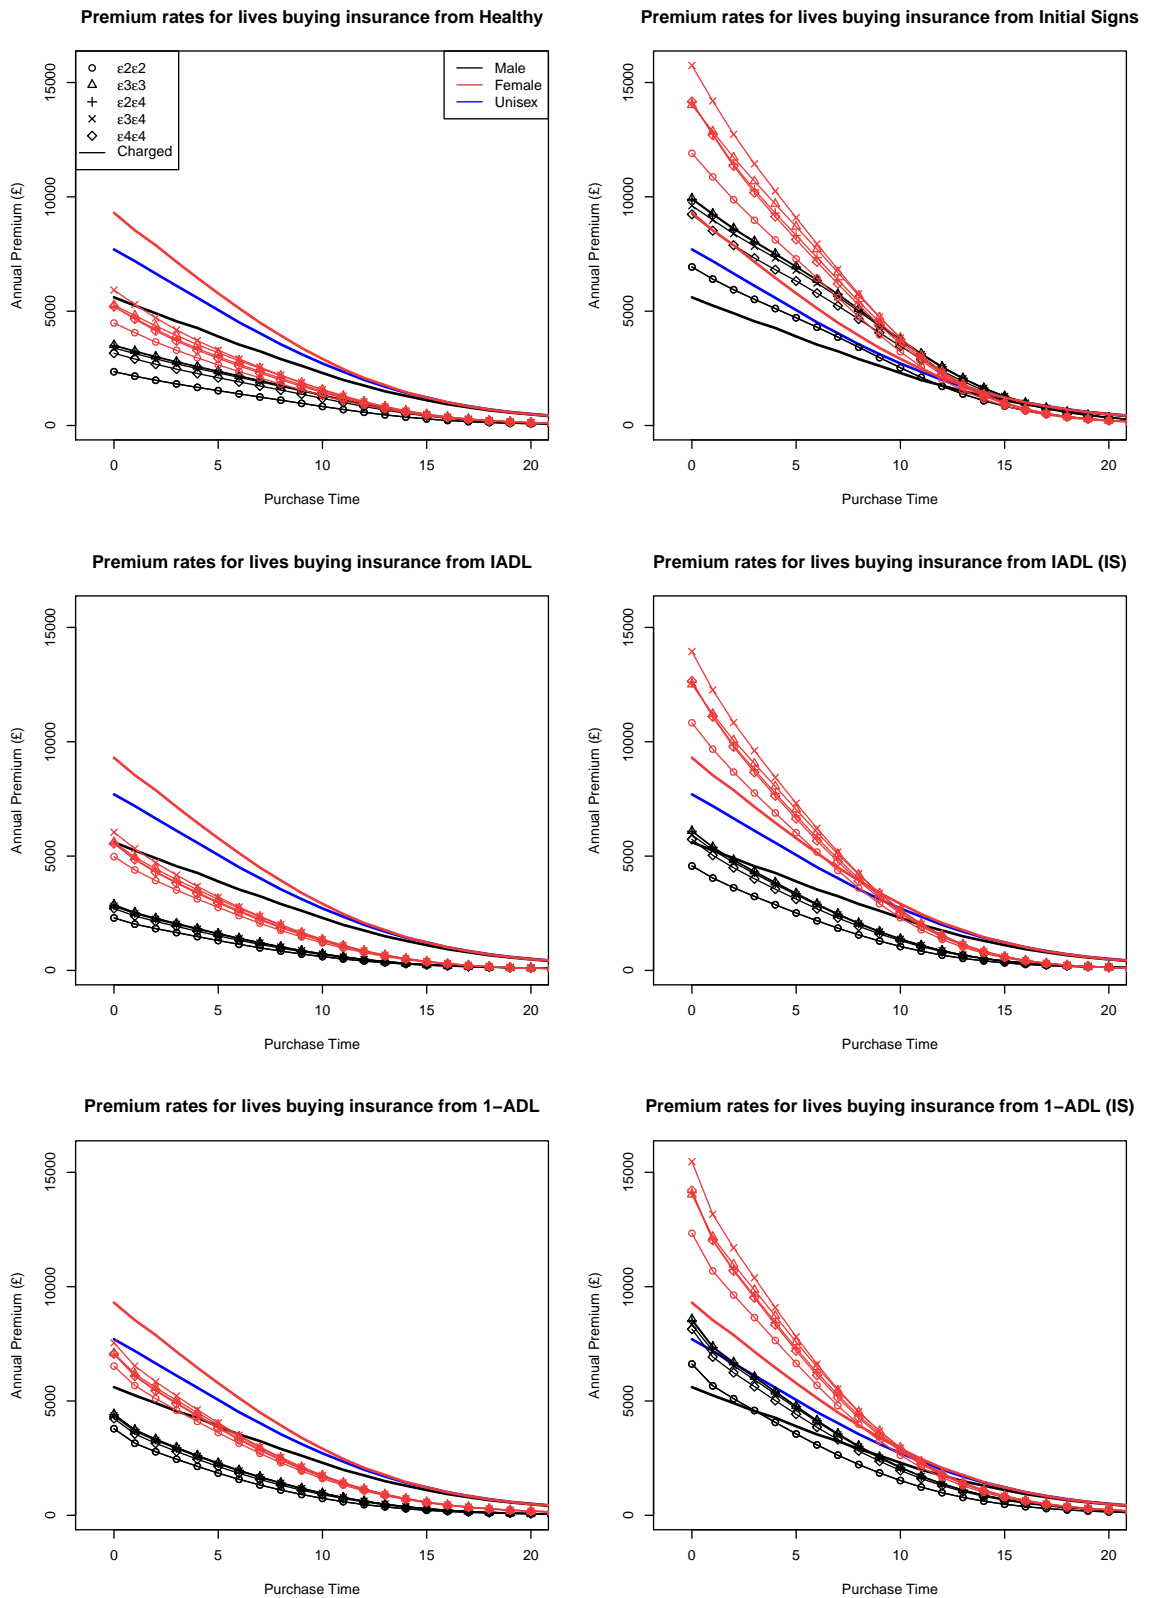 Premium rates for lives buying insurance from Healthy
Annual Premium (£)
15000
10000
5000
0
ε2ε2
ε3ε3
ε2ε4
ε3ε4
ε4ε4
Charged
Male
Female
Unisex
0 5 10 15 20
Purchase Time
Premium rates for lives buying insurance from Initial Signs
Annual Premium (£)
15000
10000
5000
0
0 5 10 15 20
Purchase Time
Premium rates for lives buying insurance from IADL
Annual Premium (£)
15000
10000
5000
0
0 5 10 15 20
Purchase Time
Premium rates for lives buying insurance from IADL (IS)
Annual Premium (£)
15000
10000
5000
0
0 5 10 15 20
Purchase Time
Premium rates for lives buying insurance from 1−ADL
Annual Premium (£)
15000
10000
5000
0
0 5 10 15 20
Purchase Time
Premium rates for lives buying insurance from 1−ADL (IS)
Annual Premium (£)
15000
10000
5000
0
0 5 10 15 20
Purchase Time